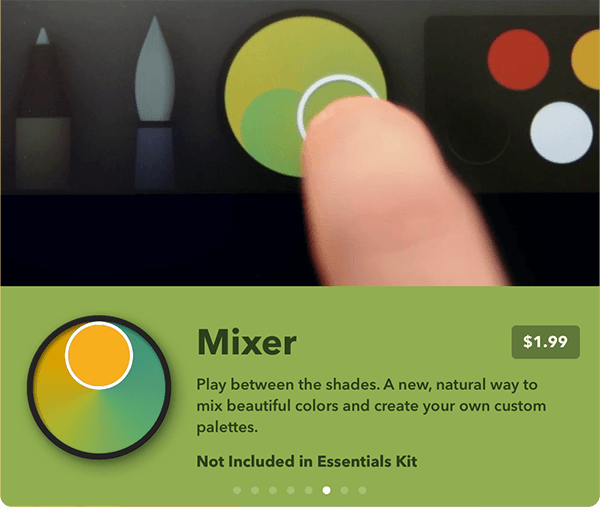 Mixer
$1.99
Play between the shades. A new, natural way to
mix beautiful colors and create your own custom
palettes.
Not Included in Essentials Kit